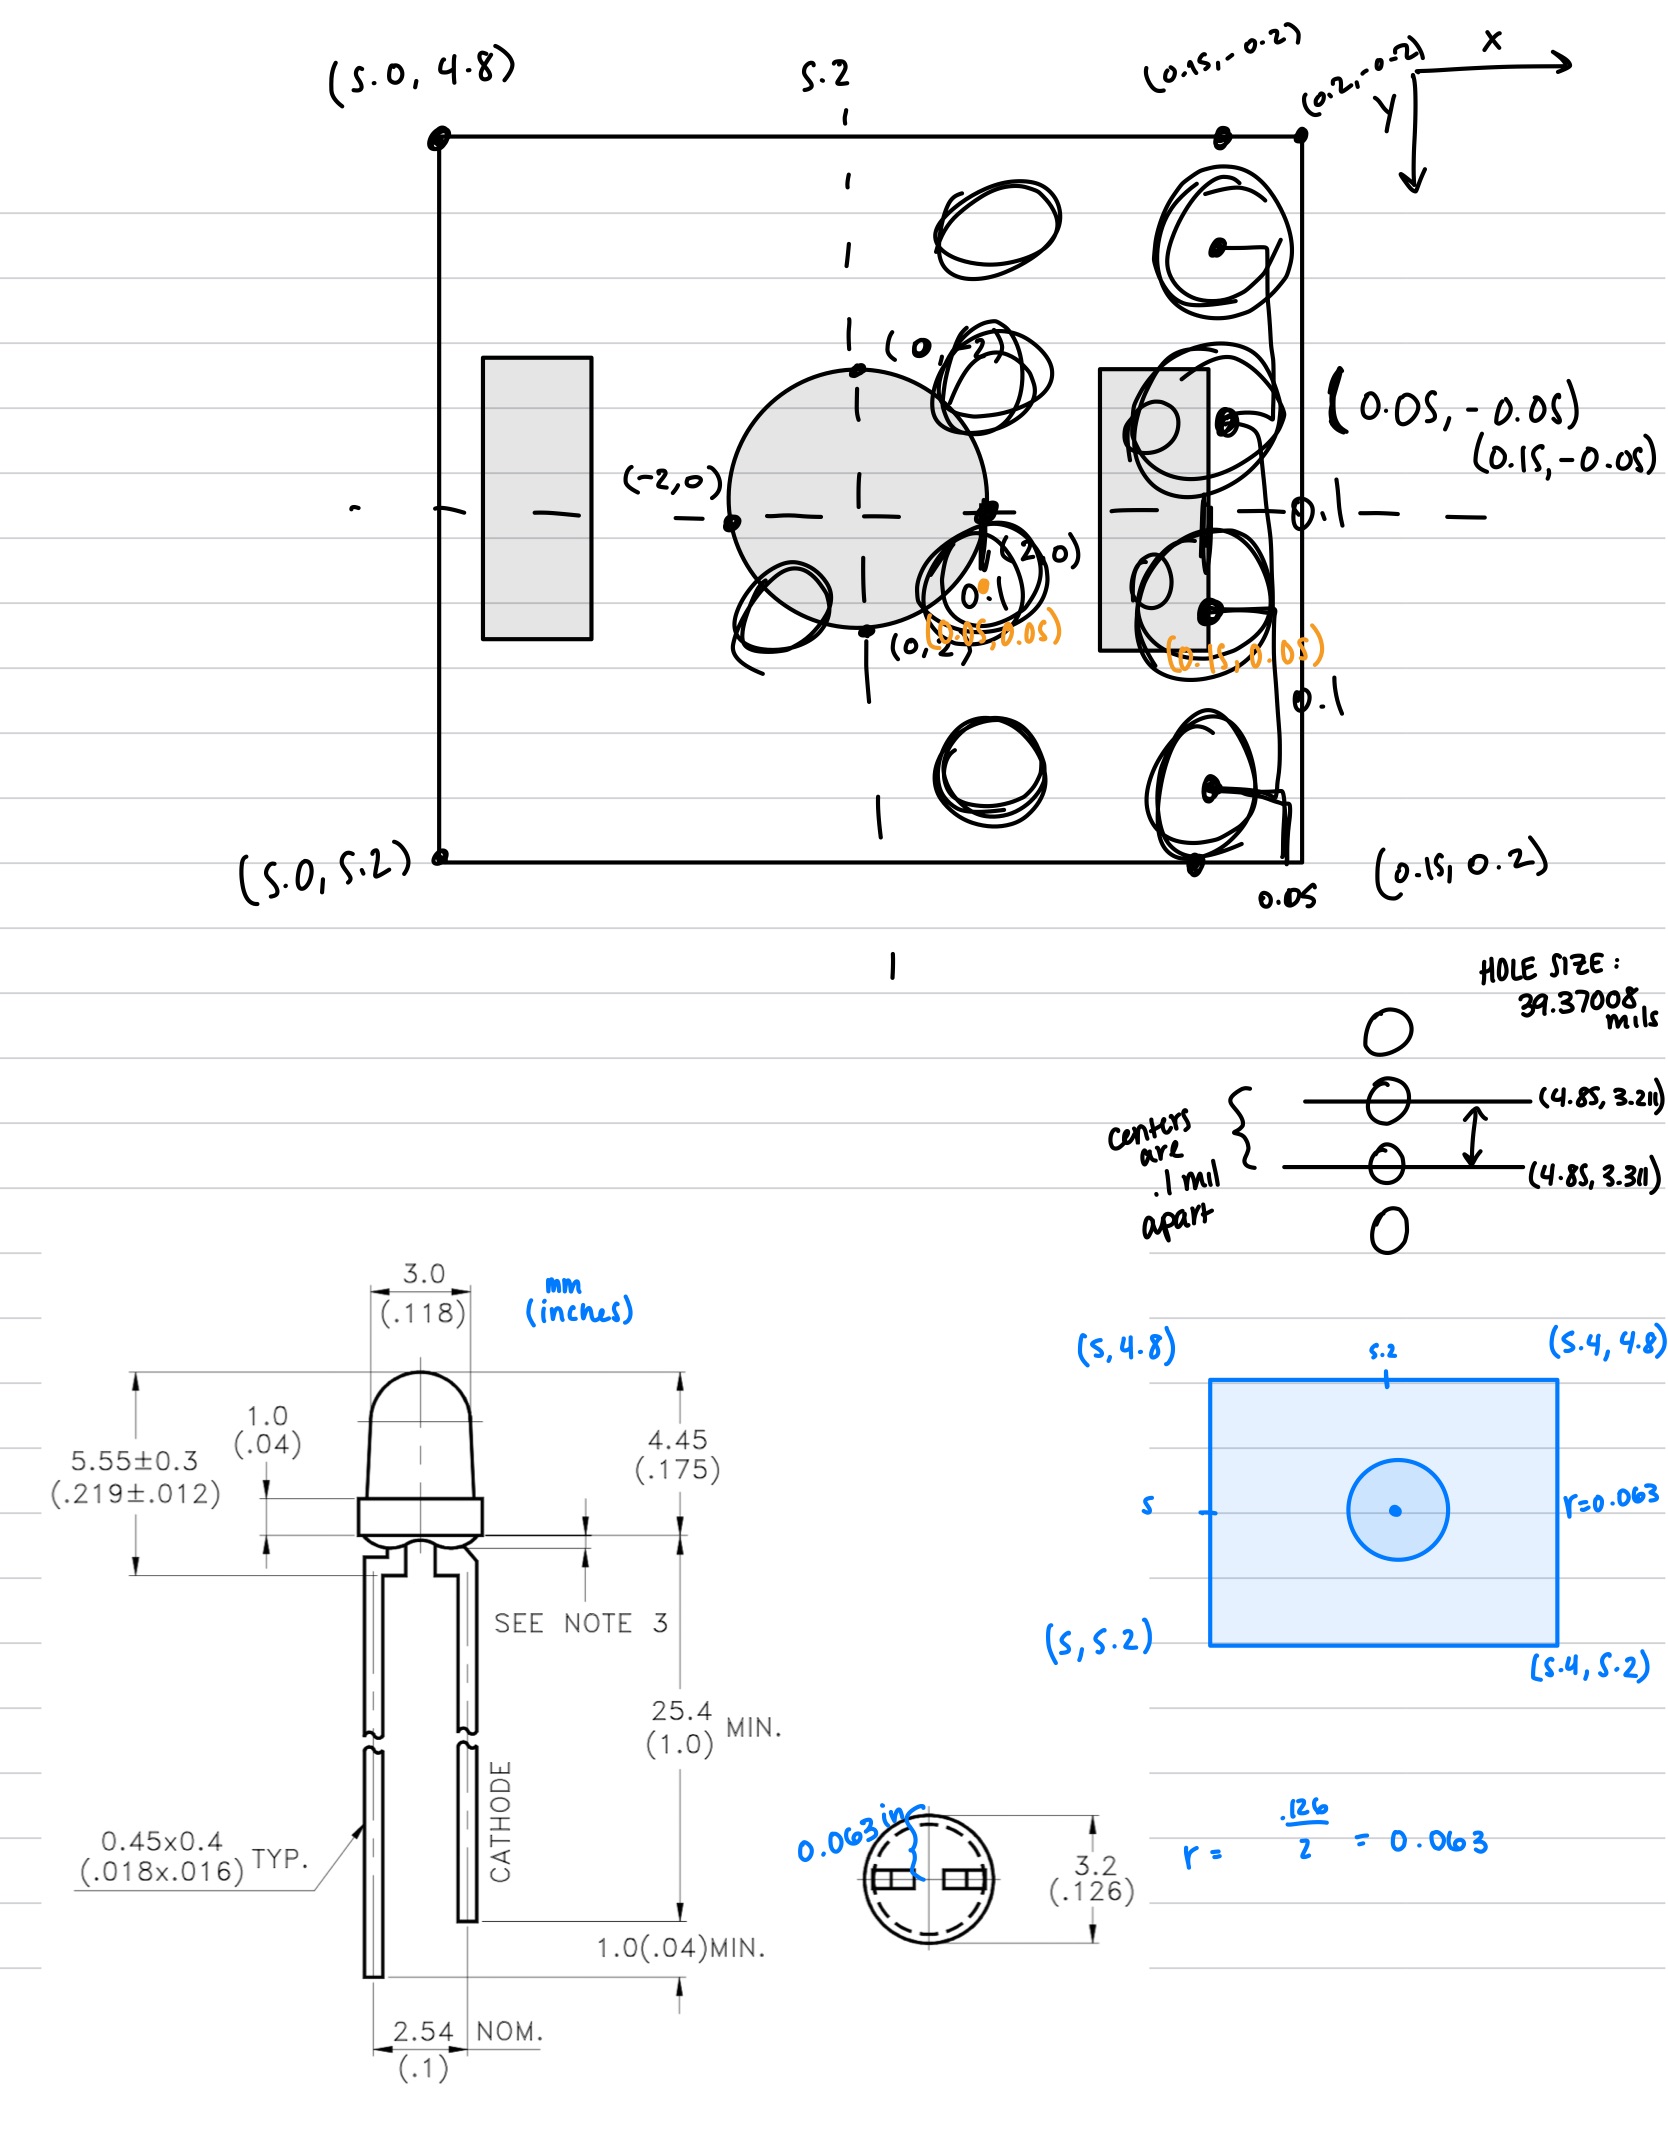 (5.0, 4.8)
5.2
(0.15, -0.2)
(0.2, -0.2)
X
Y
(0, -2)
(0.05, -0.05)
(0.15, -0.05)
(-2,0)
0.1
(2,0)
0.1
(0.05, 0.05)
(0, 2)
(0.15, 0.05)
0.1
(5.0, 5.2)
(0.15, 0.2)
0.05
HOLE SIZE:
39.37008
mils
(4.85, 3.211)
centers
are
.1 mil
apart
(4.85, 3.311)
3.0
(.118)
mm
(inches)
(5, 4.8)
5.2
(5.4, 4.8)
1.0
(.04)
5.55±0.3
(.219±.012)
4.45
(.175)
5
r=0.063
SEE NOTE 3
(5, 5.2)
(5.4, 5.2)
25.4
(1.0)
MIN.
CATHODE
0.45x0.4
(.018x.016)
TYP.
0.063 in
3.2
(.126)
r = .126/2 = 0.063
1.0(.04)MIN.
2.54
(.1)
NOM.